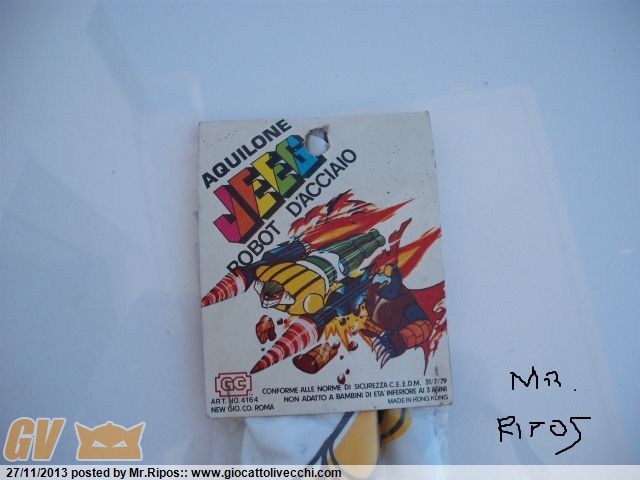 AQUILONE
JEEG
ROBOT D'ACCIAIO
GC
ART. NO. 4164
NEW GIO. CO. ROMA
CONFORME ALLE NORME DI SICUREZZA C.E. E D.M. 31/7/79
NON ADATTO A BAMBINI DI ETA INFERIORE AI 3 ANNI
MADE IN HONG KONG
MR.
RIPOS
GV
27/11/2013 posted by Mr.Ripos:: www.giocattolivecchi.com